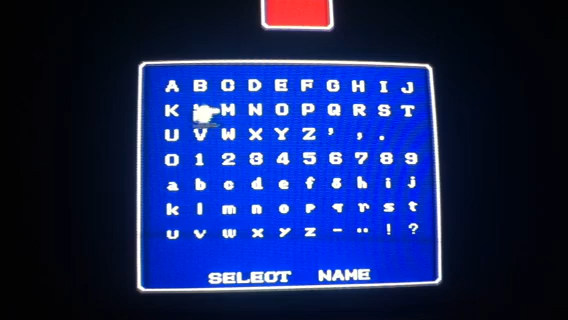 A B C D E F G H I J
K M N O P Q R S T
U V W X Y Z ’ , .
0 1 2 3 4 5 6 7 8 9
a b c d e f g h i j
k l m n o p q r s t
u v w x y z - .. ! ?
SELECT NAME